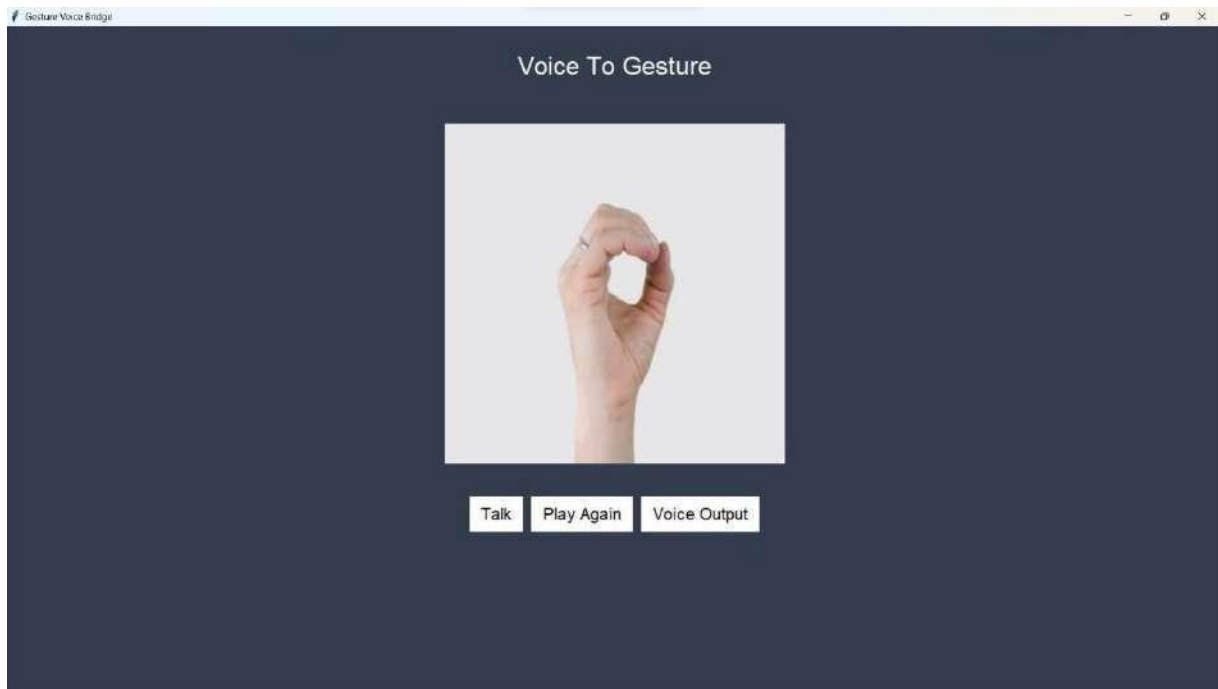 Gesture Voice Bridge
Voice To Gesture
Talk
Play Again
Voice Output